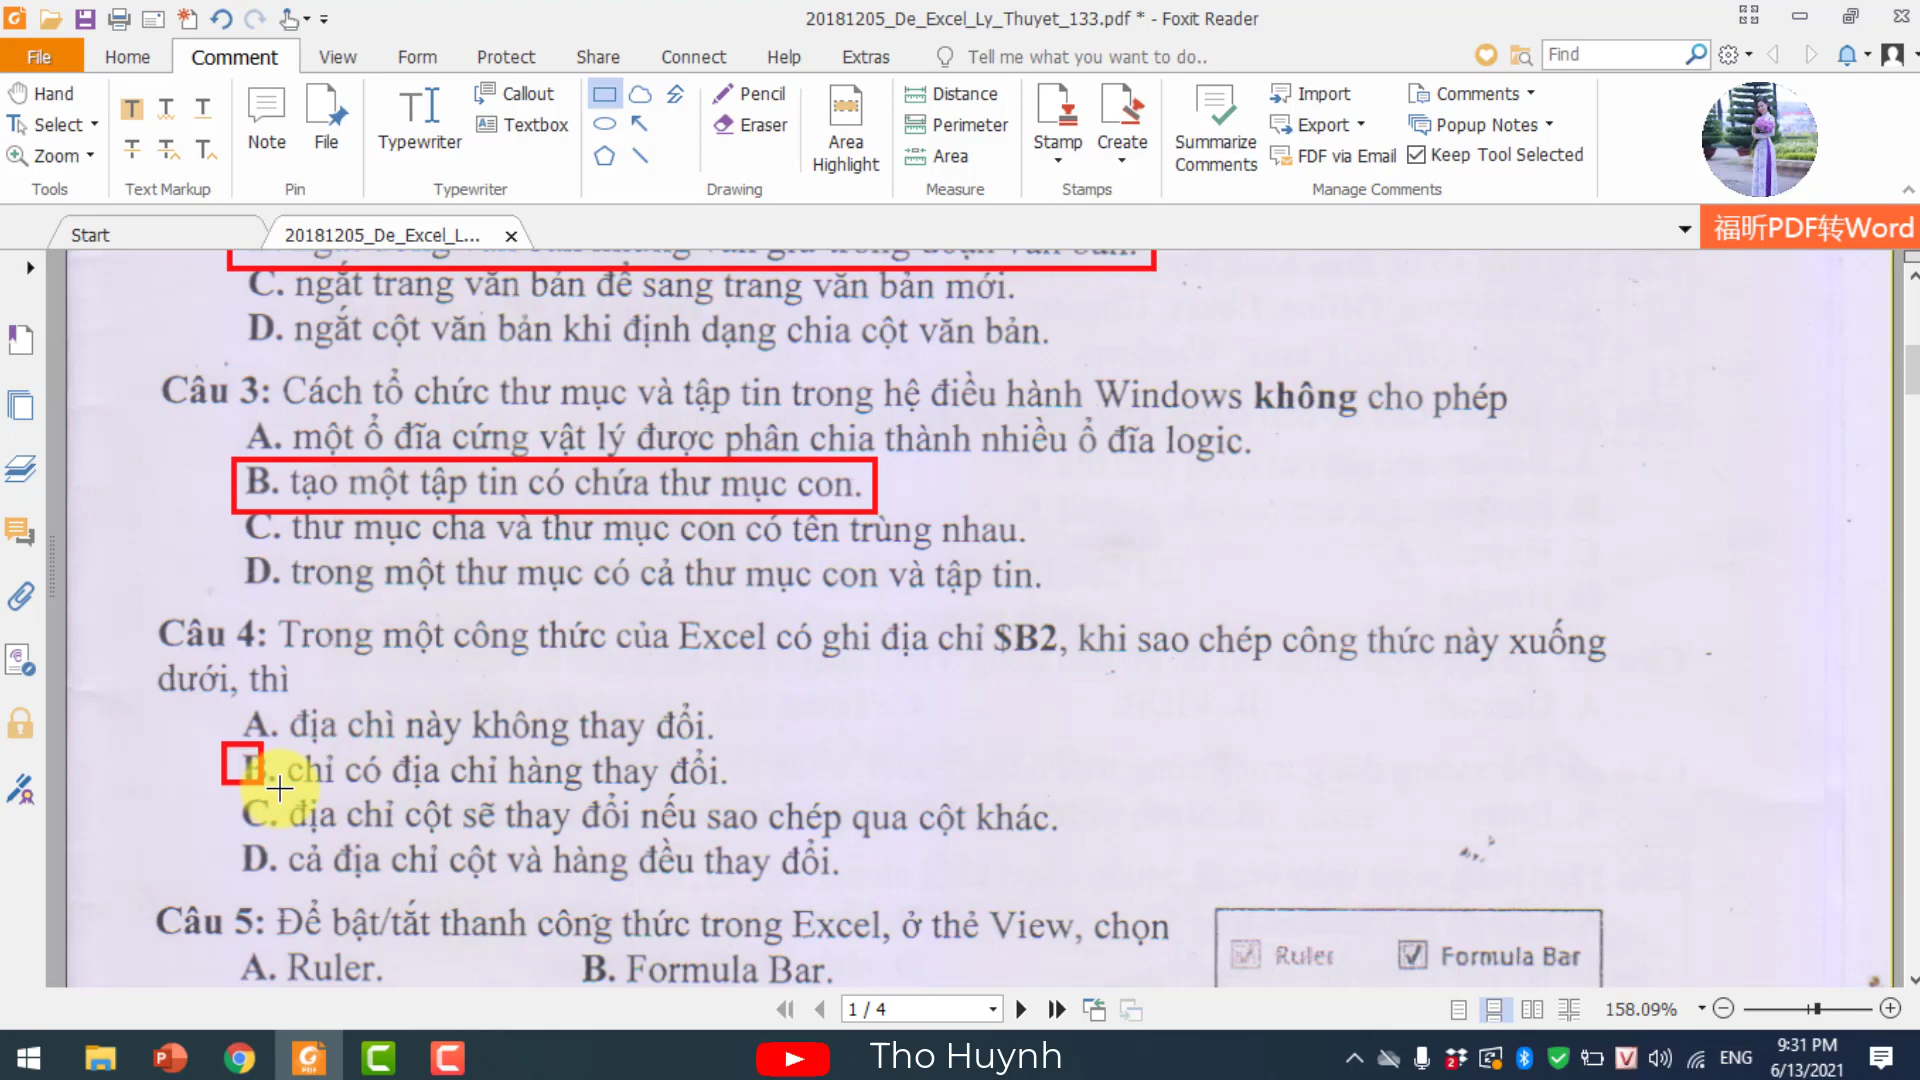 20181205_De_Excel_Ly_Thuyet_133.pdf * - Foxit Reader
File
Home
Comment
View
Form
Protect
Share
Connect
Help
Extras
Tell me what you want to do..
Find
Hand
Select
Zoom
Tools
Text Markup
Note
File
Pin
Typewriter
Callout
Textbox
Typewriter
Pencil
Eraser
Drawing
Area
Highlight
Distance
Perimeter
Area
Measure
Stamp
Create
Stamps
Summarize
Comments
Import
Export
FDF via Email
Comments
Popup Notes
Keep Tool Selected
Manage Comments
Start
20181205_De_Excel_L...
福昕PDF转Word
C. ngắt trang văn bản để sang trang văn bản mới.
D. ngắt cột văn bản khi định dạng chia cột văn bản.
Câu 3: Cách tổ chức thư mục và tập tin trong hệ điều hành Windows không cho phép
A. một ổ đĩa cứng vật lý được phân chia thành nhiều ổ đĩa logic.
B. tạo một tập tin có chứa thư mục con.
C. thư mục cha và thư mục con có tên trùng nhau.
D. trong một thư mục có cả thư mục con và tập tin.
Câu 4: Trong một công thức của Excel có ghi địa chỉ $B2, khi sao chép công thức này xuống
dưới, thì
A. địa chì này không thay đổi.
B. chỉ có địa chỉ hàng thay đổi.
C. địa chỉ cột sẽ thay đổi nếu sao chép qua cột khác.
D. cả địa chỉ cột và hàng đều thay đổi.
Câu 5: Để bật/tắt thanh công thức trong Excel, ở thẻ View, chọn
A. Ruler.
B. Formula Bar.
Ruler
Formula Bar
1 / 4
158.09%
Tho Huynh
ENG
9:31 PM
6/13/2021